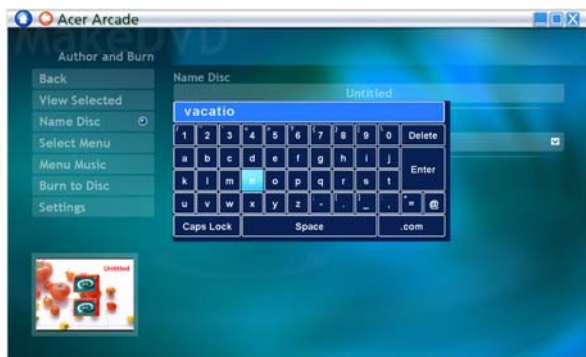 Acer Arcade
MakeDVD
Author and Burn
Back
View Selected
Name Disc
Select Menu
Menu Music
Burn to Disc
Settings
Untitled
Name Disc
Untitled
vacatio
1 2 3 4 5 6 7 8 9 0 Delete
a b c d e f g h i j
Enter
k l m n o p q r s t
u v w x y z - . _ , = @
Caps Lock Space .com